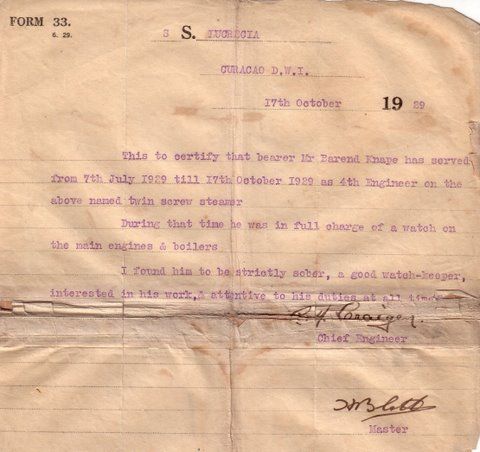 FORM 33.
6. 29.
S S. LUCRECIA
CURACAO D.W.I.
17th October 19 29
This to certify that bearer Mr Barend Knape has served
from 7th July 1929 till 17th October 1929 as 4th Engineer on the
above named twin screw steamer
During that time he was in full charge of a watch on
the main engines & boilers
I found him to be strictly sober, a good watch-keeper,
interested in his work,& attentive to his duties at all times
Chief Engineer
Master